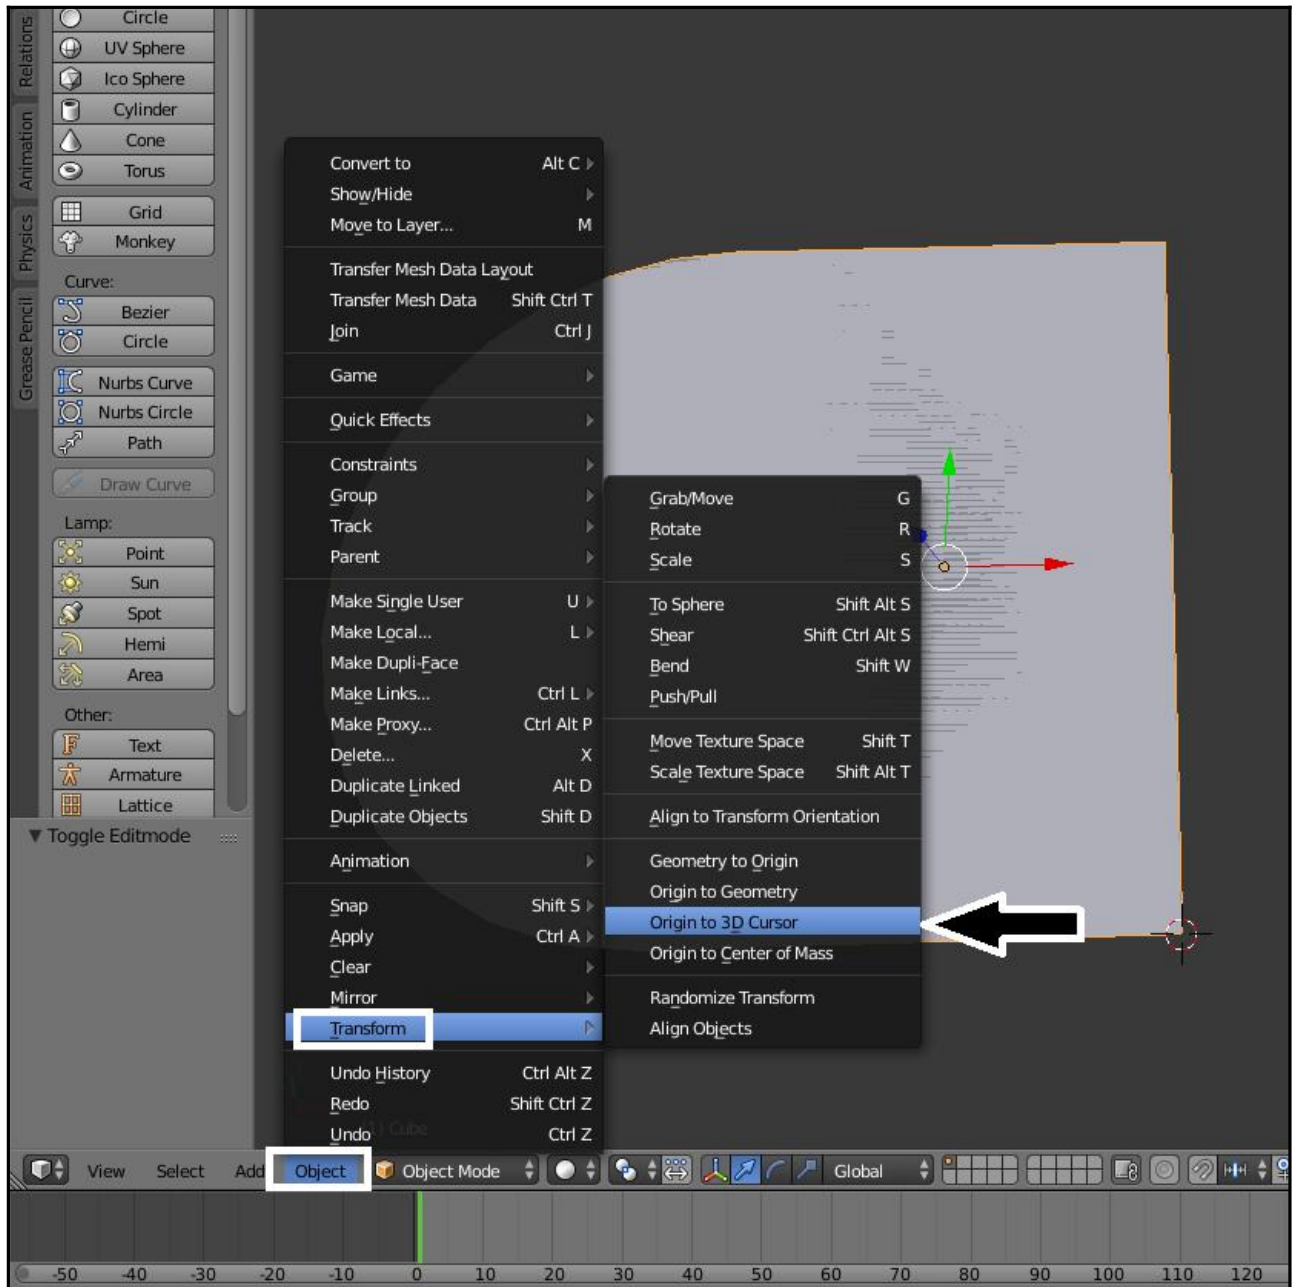 Relations
Animation
Physics
Grease Pencil
Circle
UV Sphere
Ico Sphere
Cylinder
Cone
Torus
Grid
Monkey
Curve:
Bezier
Circle
Nurbs Curve
Nurbs Circle
Path
Draw Curve
Lamp:
Point
Sun
Spot
Hemi
Area
Other:
Text
Armature
Lattice
Toggle Editmode
Convert to Alt C
Show/Hide
Move to Layer... M
Transfer Mesh Data Layout
Transfer Mesh Data Shift Ctrl T
Join Ctrl J
Game
Quick Effects
Constraints
Group
Track
Parent
Make Single User U
Make Local... L
Make Dupli-Face
Make Links... Ctrl L
Make Proxy... Ctrl Alt P
Delete... X
Duplicate Linked Alt D
Duplicate Objects Shift D
Animation
Snap Shift S
Apply Ctrl A
Clear
Mirror
Transform
Undo History Ctrl Alt Z
Redo Shift Ctrl Z
(1) Cube
Undo Ctrl Z
Grab/Move G
Rotate R
Scale S
To Sphere Shift Alt S
Shear Shift Ctrl Alt S
Bend Shift W
Push/Pull
Move Texture Space Shift T
Scale Texture Space Shift Alt T
Align to Transform Orientation
Geometry to Origin
Origin to Geometry
Origin to 3D Cursor
Origin to Center of Mass
Randomize Transform
Align Objects
View Select Add Object Object Mode Global
-50 -40 -30 -20 -10 0 10 20 30 40 50 60 70 80 90 100 110 120